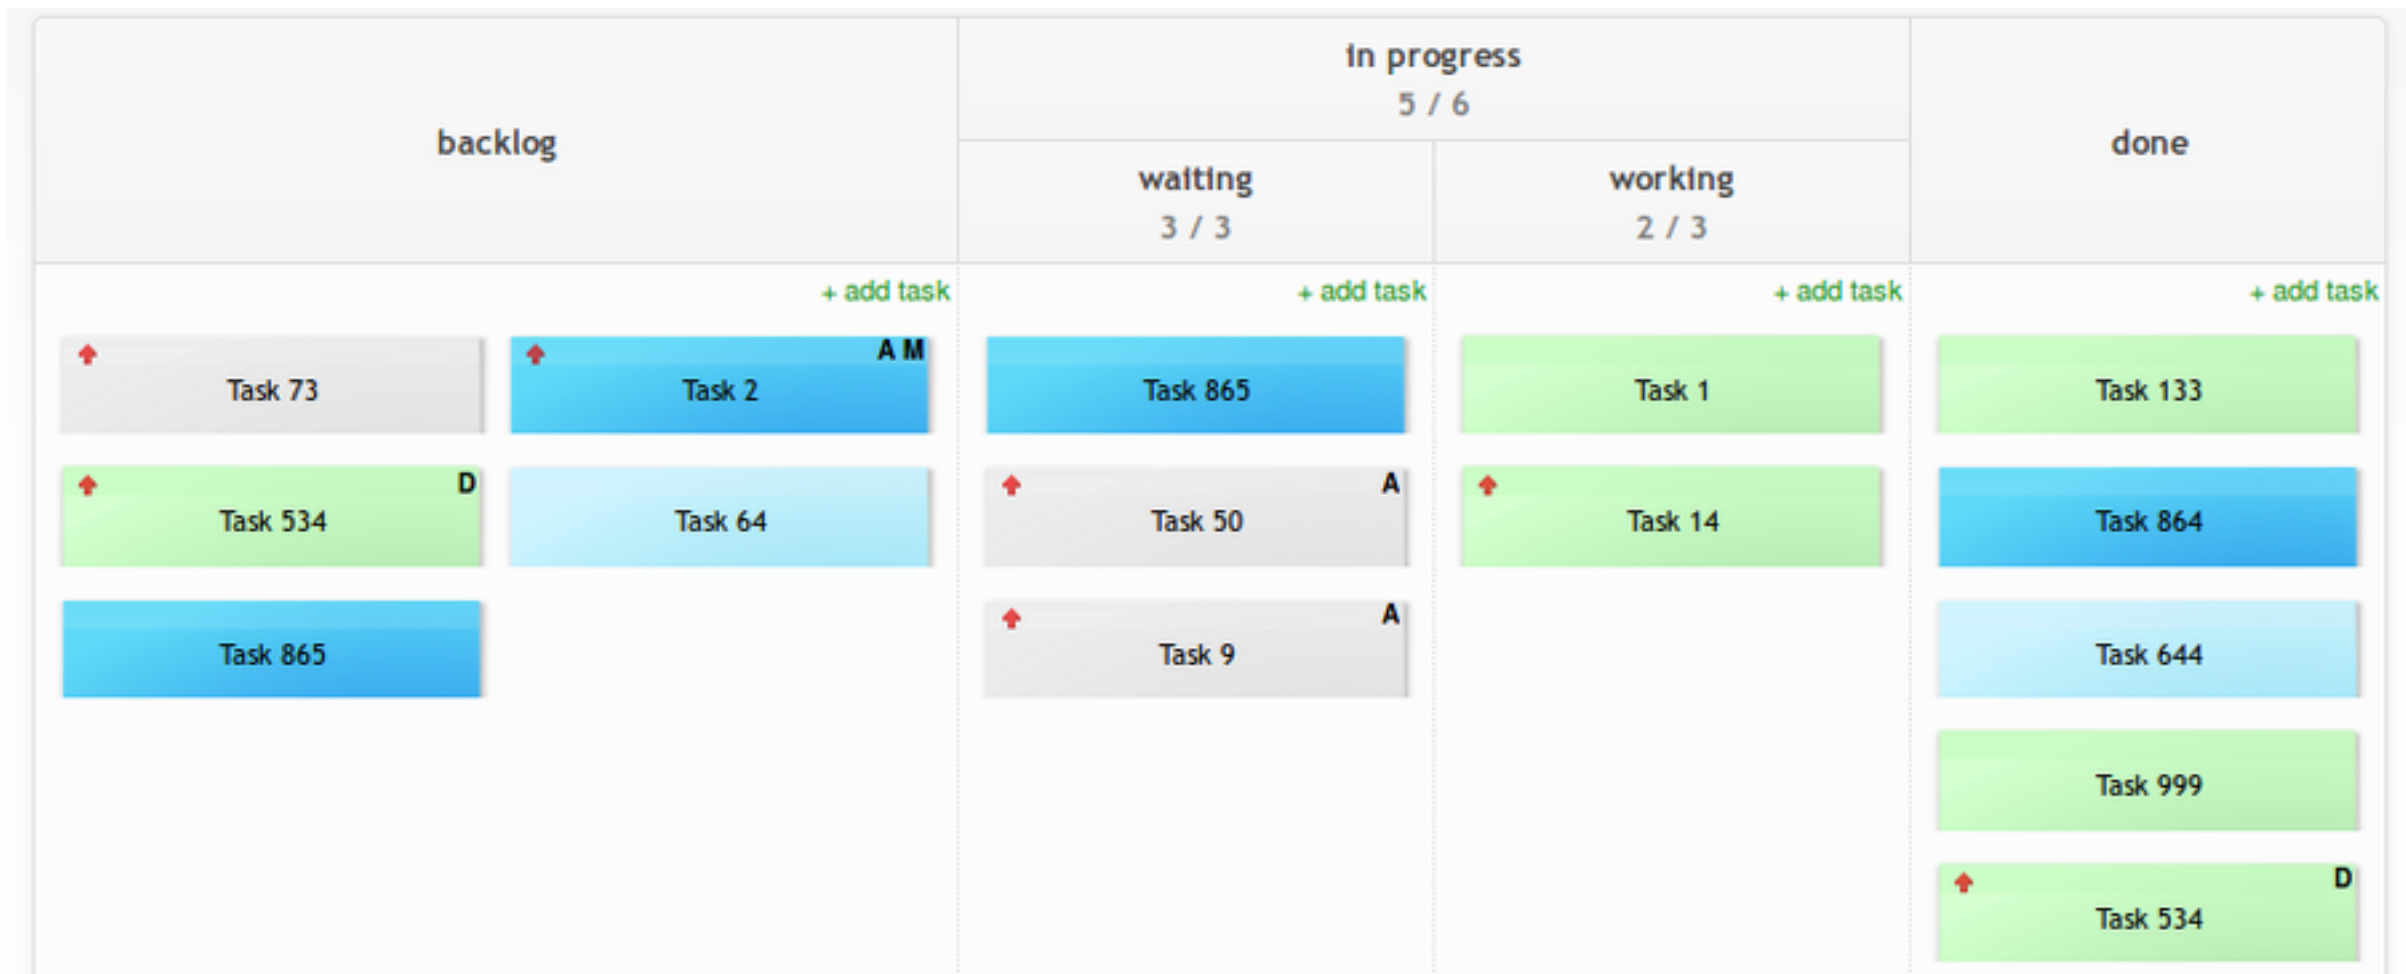 backlog
in progress
5 / 6
waiting
3 / 3
working
2 / 3
done
+ add task
+ add task
+ add task
+ add task
Task 73
A M
Task 2
D
Task 534
Task 64
Task 865
Task 865
A
Task 50
A
Task 9
Task 1
Task 14
Task 133
Task 864
Task 644
Task 999
D
Task 534